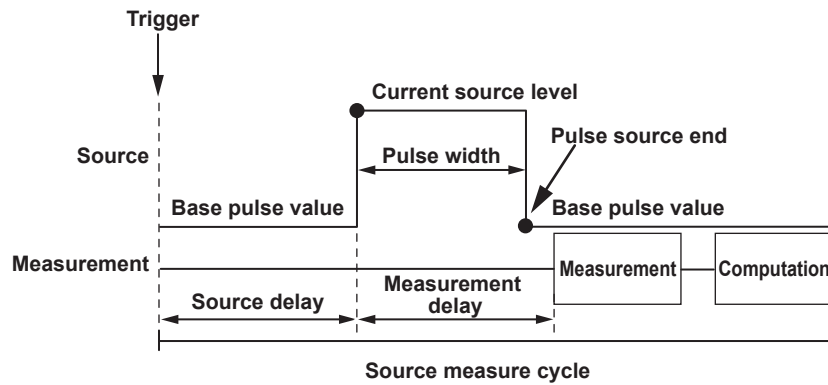 Trigger
Current source level
Pulse source end
Source
Pulse width
Base pulse value
Base pulse value
Measurement
Measurement
Computation
Source delay
Measurement
delay
Source measure cycle